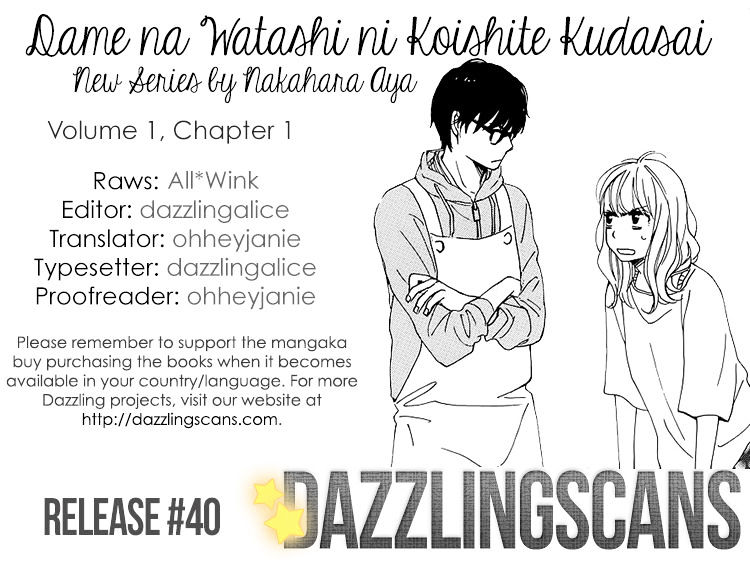 Dame na Watashi ni Koishite Kudasai
New Series by Nakahara Aya
Volume 1, Chapter 1
Raws: All*Wink
Editor: dazzlingalice
Translator: ohheyjanie
Typesetter: dazzlingalice
Proofreader: ohheyjanie
Please remember to support the mangaka
buy purchasing the books when it becomes
available in your country/language. For more
Dazzling projects, visit our website at
http://dazzlingscans.com.
RELEASE #40
DAZZLINGSCANS